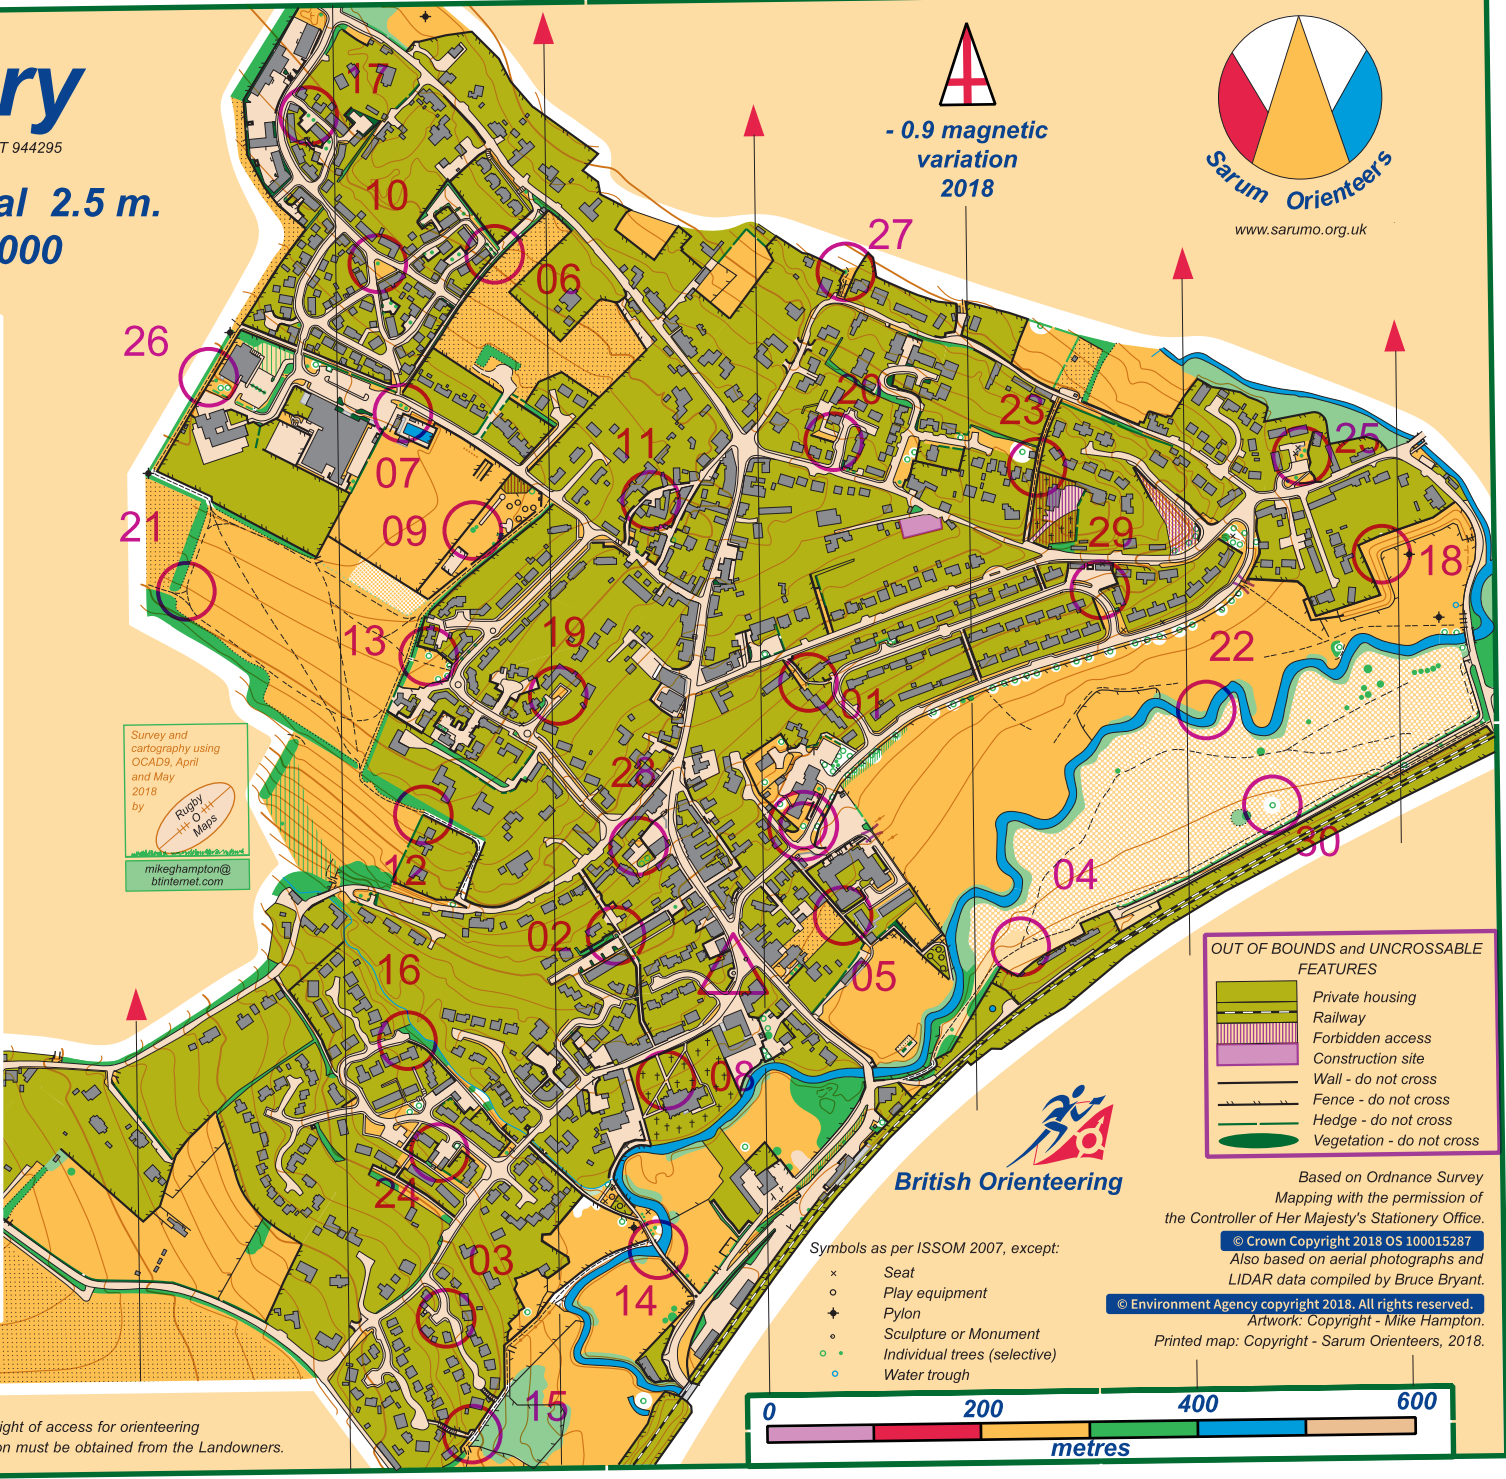 ry
T 944295
al 2.5 m.
000
- 0.9 magnetic
variation
2018
Sarum Orienteers
www.sarumo.org.uk
17
10
06
27
26
07
09
11
20
23
25
21
13
19
29
18
22
01
28
12
04
30
02
05
16
08
24
03
14
15
Survey and
cartography using
OCAD9, April
and May
2018
by
Rugby
O
Maps
mikeghampton@
btinternet.com
OUT OF BOUNDS and UNCROSSABLE
FEATURES
Private housing
Railway
Forbidden access
Construction site
Wall - do not cross
Fence - do not cross
Hedge - do not cross
Vegetation - do not cross
British Orienteering
Based on Ordnance Survey
Mapping with the permission of
the Controller of Her Majesty's Stationery Office.
© Crown Copyright 2018 OS 100015287
Also based on aerial photographs and
LIDAR data compiled by Bruce Bryant.
© Environment Agency copyright 2018. All rights reserved.
Artwork: Copyright - Mike Hampton.
Printed map: Copyright - Sarum Orienteers, 2018.
Symbols as per ISSOM 2007, except:
Seat
Play equipment
Pylon
Sculpture or Monument
Individual trees (selective)
Water trough
0 200 400 600
metres
ight of access for orienteering
on must be obtained from the Landowners.